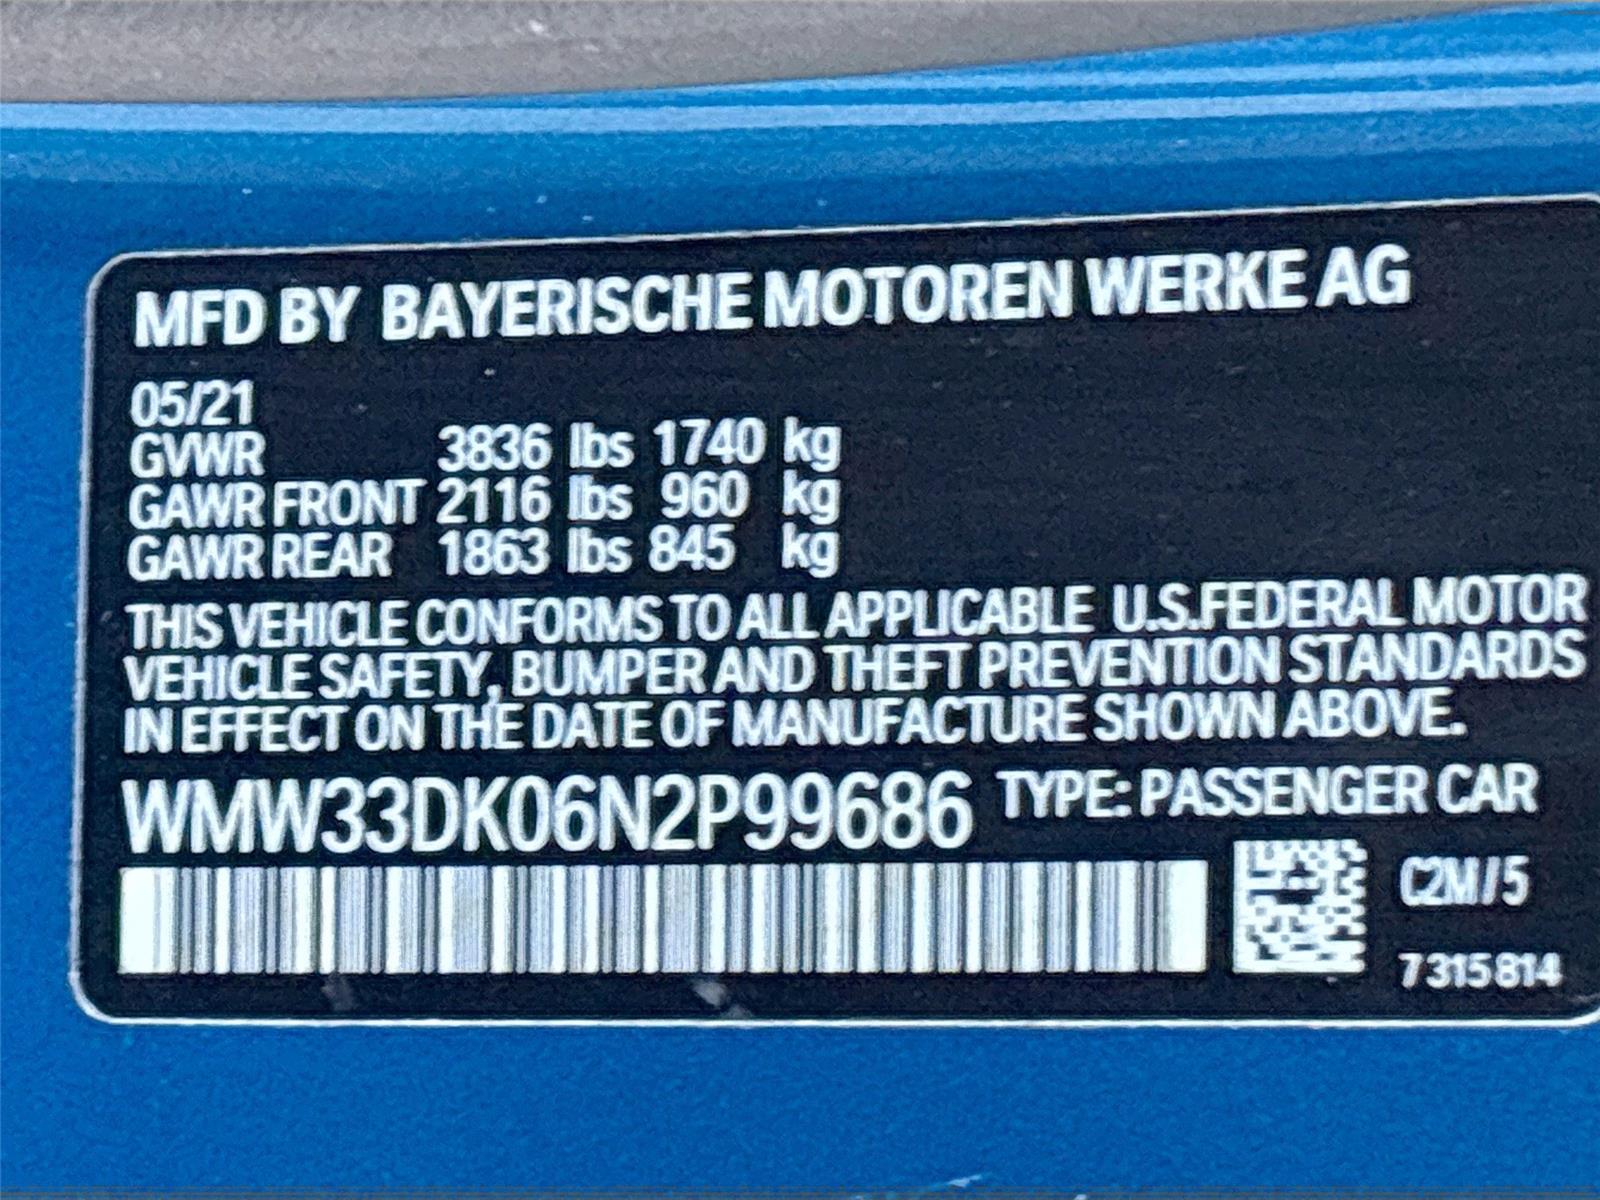 MFD BY BAYERISCHE MOTOREN WERKE AG
05/21
GVWR 3836 lbs 1740 kg
GAWR FRONT 2116 lbs 960 kg
GAWR REAR 1863 lbs 845 kg
THIS VEHICLE CONFORMS TO ALL APPLICABLE U.S.FEDERAL MOTOR
VEHICLE SAFETY, BUMPER AND THEFT PREVENTION STANDARDS
IN EFFECT ON THE DATE OF MANUFACTURE SHOWN ABOVE.
WMW33DK06N2P99686 TYPE: PASSENGER CAR
C2M/5
7315814